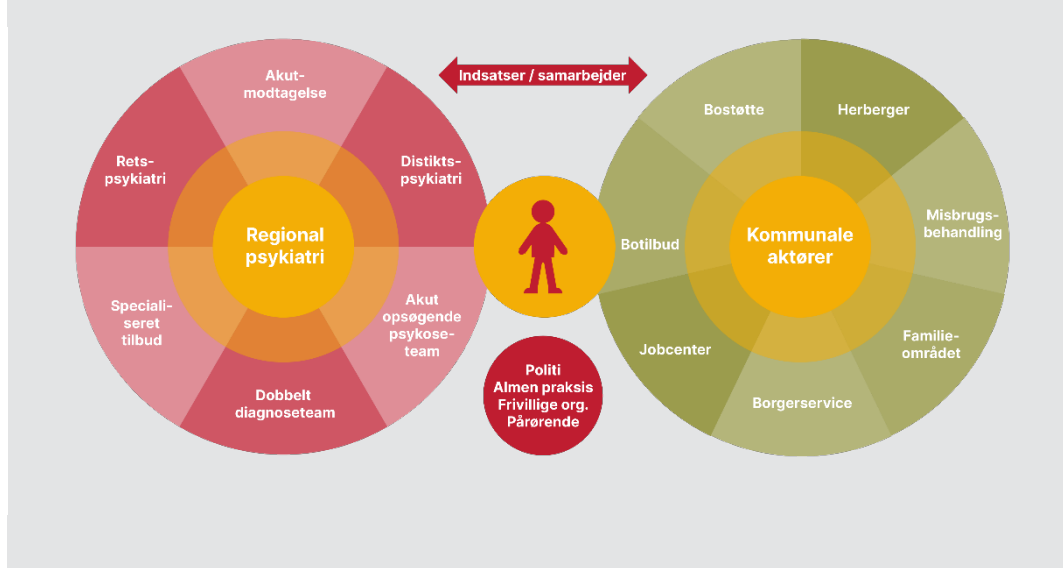 Indsatser / samarbejder
Akut-
modtagelse
Rets-
psykiatri
Distikts-
psykiatri
Regional
psykiatri
Speciali-
seret
tilbud
Akut
opsøgende
psykose-
team
Dobbelt
diagnoseteam
Politi
Almen praksis
Frivillige org.
Pårørende
Bostøtte
Herberger
Misbrugs-
behandling
Botilbud
Kommunale
aktører
Jobcenter
Familie-
området
Borgerservice